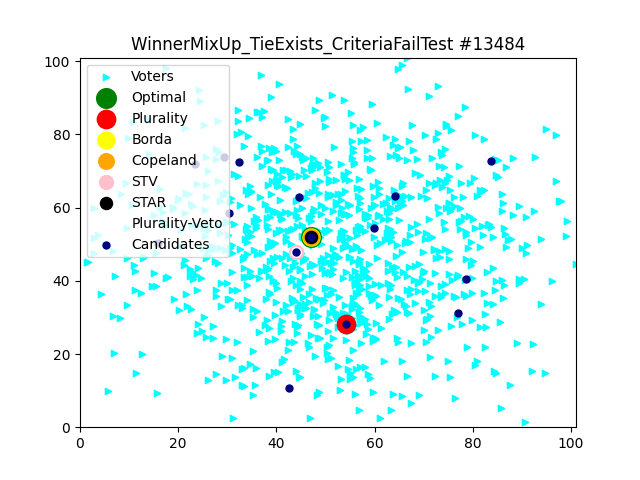 WinnerMixUp_TieExists_CriteriaFailTest #13484
100
80
60
40
20
0
0
20
40
60
80
100
Voters
Optimal
Plurality
Borda
Copeland
STV
STAR
Plurality-Veto
Candidates